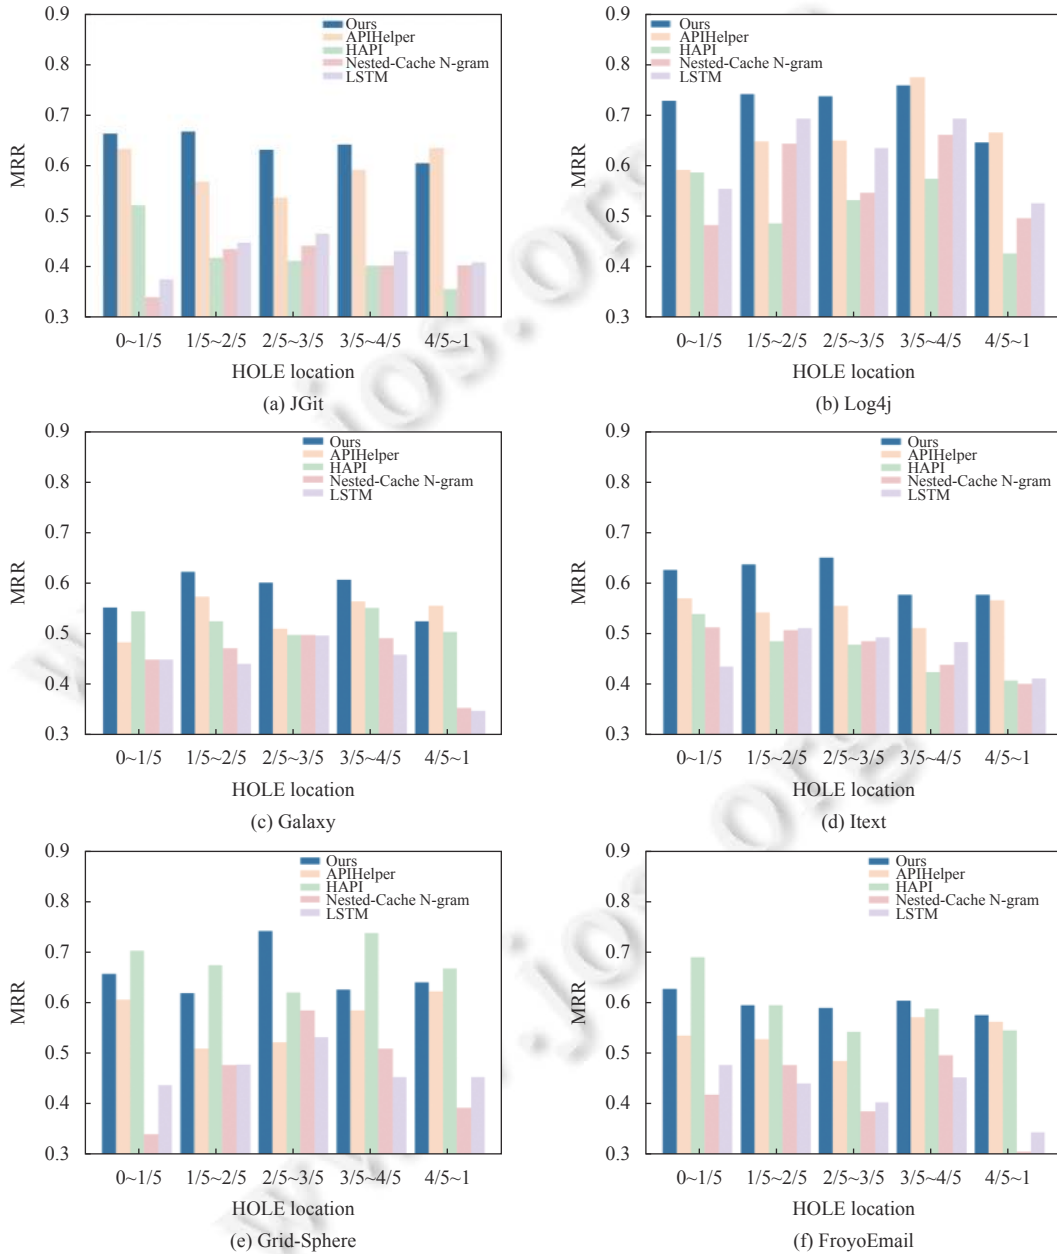 0.9
0.8
0.7
0.6
0.5
0.4
0.3
MRR
Ours
APIHelper
HAPI
Nested-Cache N-gram
LSTM
0~1/5 1/5~2/5 2/5~3/5 3/5~4/5 4/5~1
HOLE location
(a) JGit
0.9
0.8
0.7
0.6
0.5
0.4
0.3
MRR
Ours
APIHelper
HAPI
Nested-Cache N-gram
LSTM
0~1/5 1/5~2/5 2/5~3/5 3/5~4/5 4/5~1
HOLE location
(b) Log4j
0.9
0.8
0.7
0.6
0.5
0.4
0.3
MRR
Ours
APIHelper
HAPI
Nested-Cache N-gram
LSTM
0~1/5 1/5~2/5 2/5~3/5 3/5~4/5 4/5~1
HOLE location
(c) Galaxy
0.9
0.8
0.7
0.6
0.5
0.4
0.3
MRR
Ours
APIHelper
HAPI
Nested-Cache N-gram
LSTM
0~1/5 1/5~2/5 2/5~3/5 3/5~4/5 4/5~1
HOLE location
(d) Itext
0.9
0.8
0.7
0.6
0.5
0.4
0.3
MRR
Ours
APIHelper
HAPI
Nested-Cache N-gram
LSTM
0~1/5 1/5~2/5 2/5~3/5 3/5~4/5 4/5~1
HOLE location
(e) Grid-Sphere
0.9
0.8
0.7
0.6
0.5
0.4
0.3
MRR
Ours
APIHelper
HAPI
Nested-Cache N-gram
LSTM
0~1/5 1/5~2/5 2/5~3/5 3/5~4/5 4/5~1
HOLE location
(f) FroyoEmail